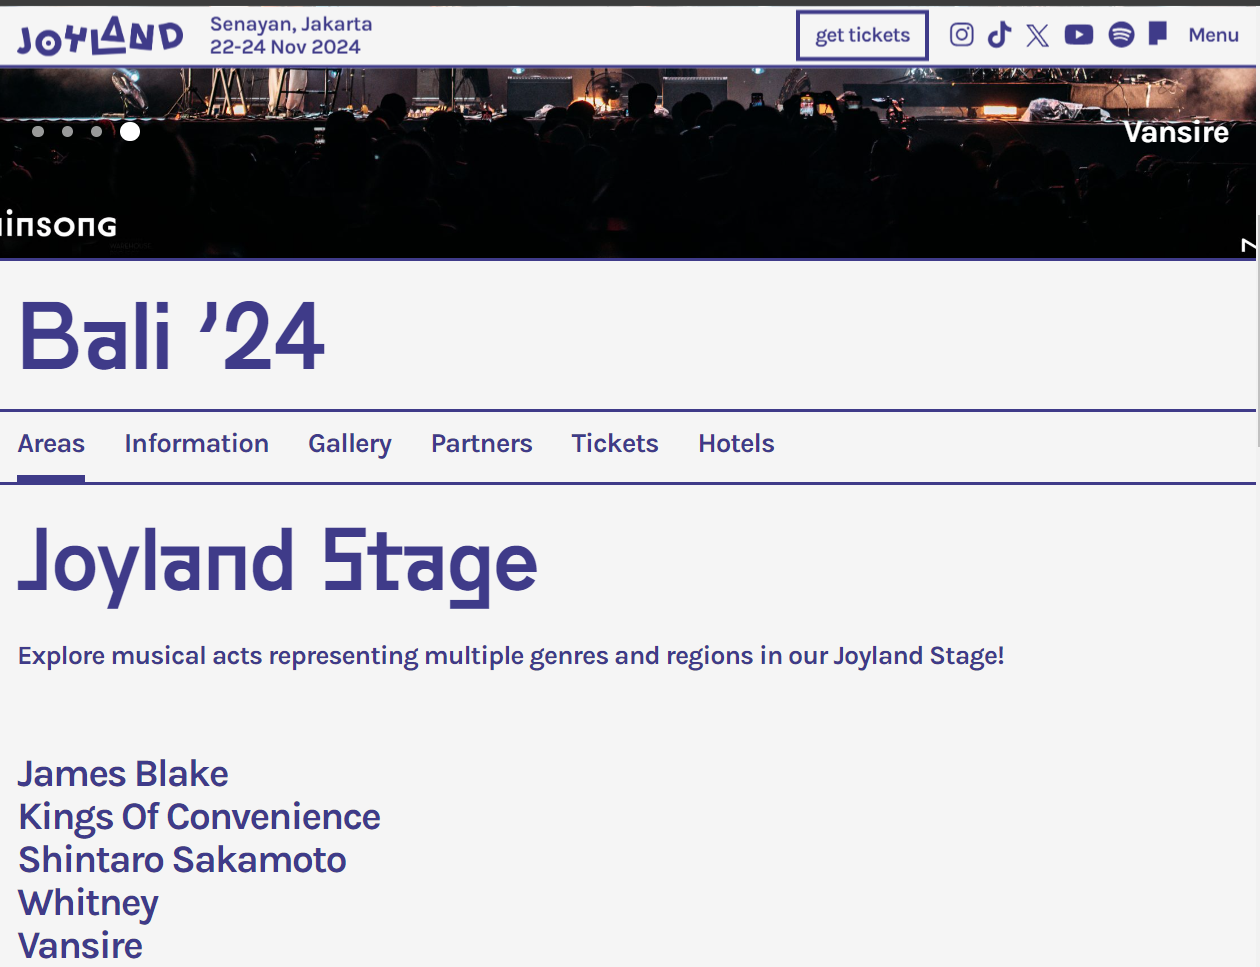 JOYLAND
Senayan, Jakarta
22-24 Nov 2024
get tickets
Menu
Vansire
insong
Bali ’24
Areas Information Gallery Partners Tickets Hotels
Joyland Stage
Explore musical acts representing multiple genres and regions in our Joyland Stage!
James Blake
Kings Of Convenience
Shintaro Sakamoto
Whitney
Vansire